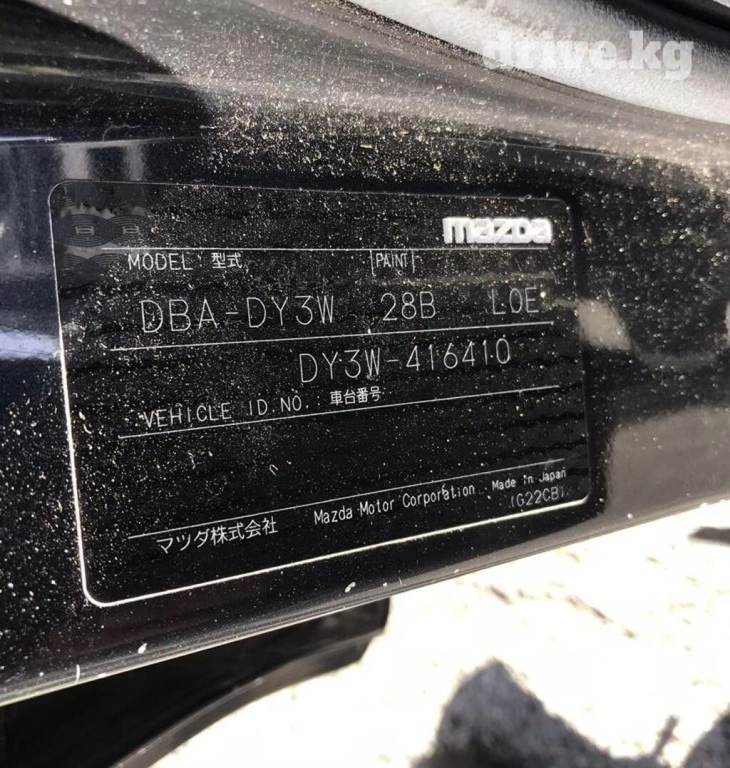 drive.kg
mazda
MODEL 型式 PAINT
DBA-DY3W 28B LOE
DY3W-416410
VEHICLE ID NO.: 車台番号
マツダ株式会社 Mazda Motor Corporation Made in Japan
(G22CB)